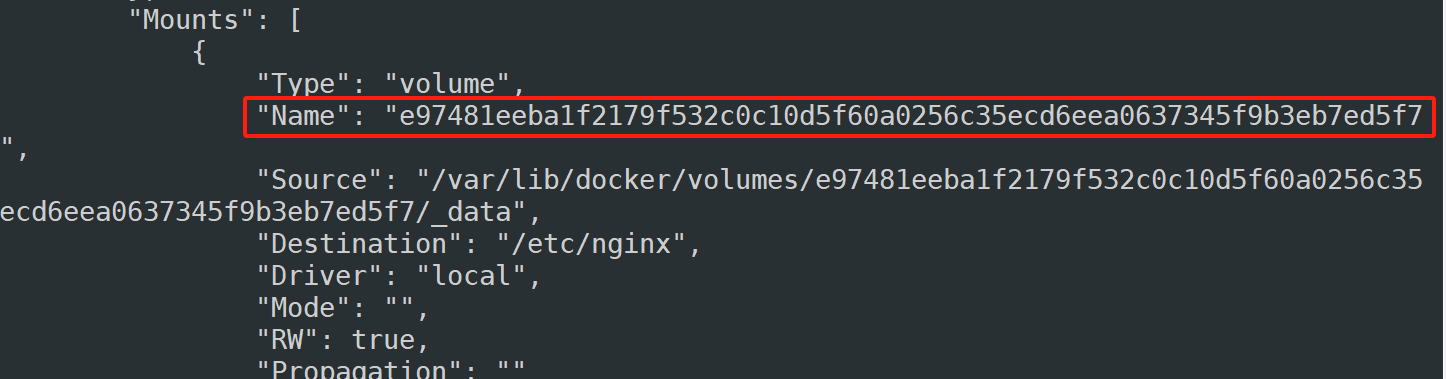 "Mounts": [
{
"Type": "volume",
"Name": "e97481eeba1f2179f532c0c10d5f60a0256c35ecd6eea0637345f9b3eb7ed5f7
",
"Source": "/var/lib/docker/volumes/e97481eeba1f2179f532c0c10d5f60a0256c35
ecd6eea0637345f9b3eb7ed5f7/_data",
"Destination": "/etc/nginx",
"Driver": "local",
"Mode": "",
"RW": true,
"Propagation": ""